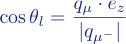 cos θ_l = q_μ · e_z / |q_μ⁻|